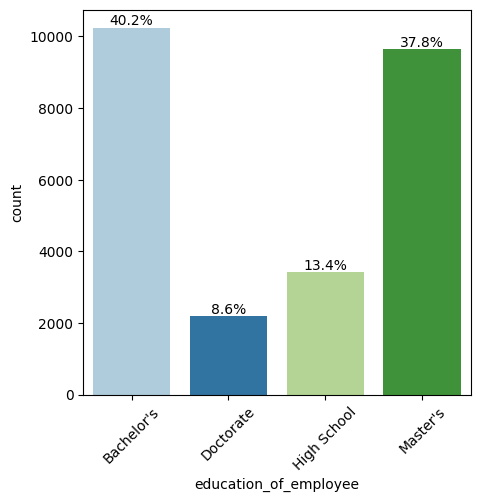 40.2%
37.8%
13.4%
8.6%
10000
8000
6000
4000
2000
0
count
Bachelor's
Doctorate
High School
Master's
education_of_employee